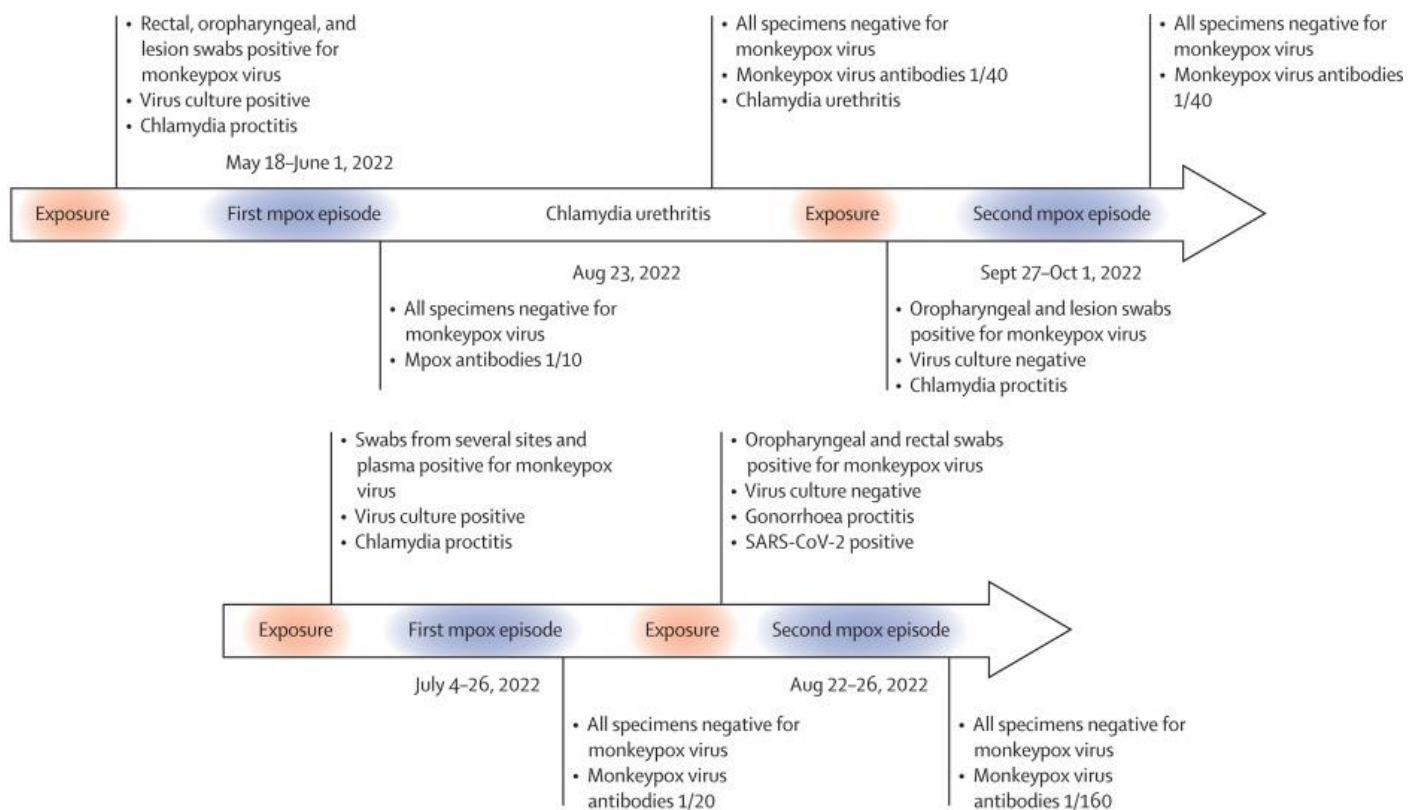 • Rectal, oropharyngeal, and
lesion swabs positive for
monkeypox virus
• Virus culture positive
• Chlamydia proctitis
• All specimens negative for
monkeypox virus
• Monkeypox virus antibodies 1/40
• Chlamydia urethritis
• All specimens negative for
monkeypox virus
• Monkeypox virus antibodies
1/40
May 18–June 1, 2022
Exposure
First mpox episode
Chlamydia urethritis
Exposure
Second mpox episode
Aug 23, 2022
Sept 27–Oct 1, 2022
• All specimens negative for
monkeypox virus
• Mpox antibodies 1/10
• Oropharyngeal and lesion swabs
positive for monkeypox virus
• Virus culture negative
• Chlamydia proctitis
• Swabs from several sites and
plasma positive for monkeypox
virus
• Virus culture positive
• Chlamydia proctitis
• Oropharyngeal and rectal swabs
positive for monkeypox virus
• Virus culture negative
• Gonorrhoea proctitis
• SARS-CoV-2 positive
Exposure
First mpox episode
Exposure
Second mpox episode
July 4–26, 2022
Aug 22–26, 2022
• All specimens negative for
monkeypox virus
• Monkeypox virus
antibodies 1/20
• All specimens negative for
monkeypox virus
• Monkeypox virus
antibodies 1/160